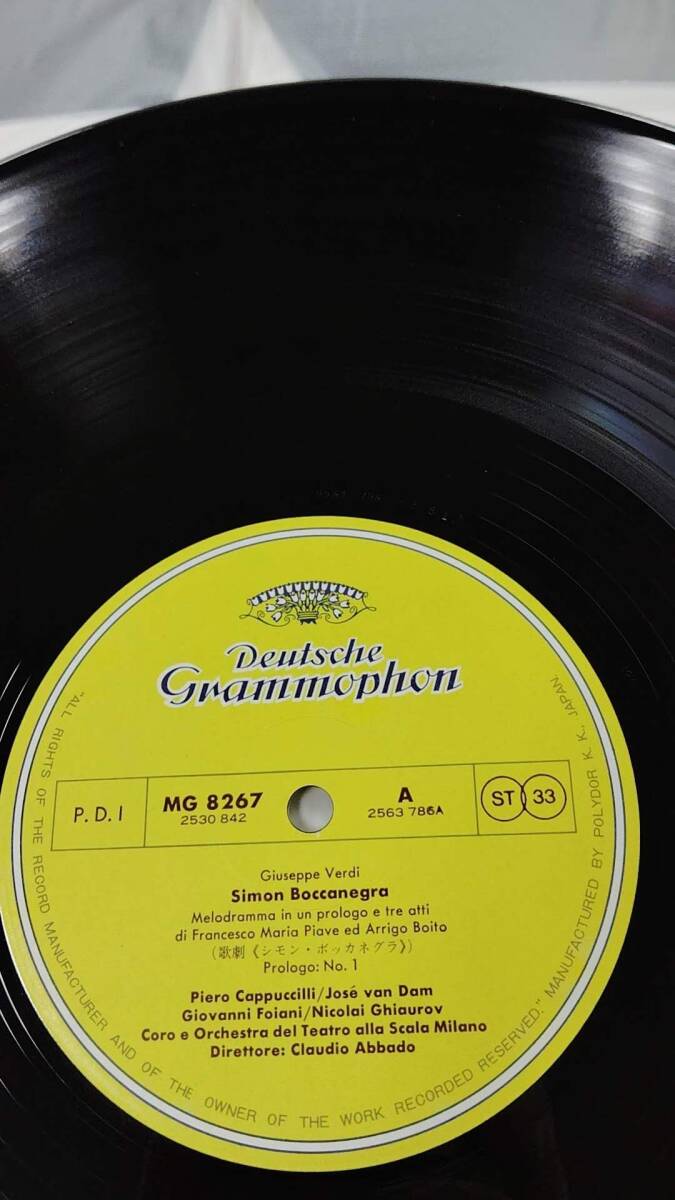 Deutsche
Grammophon
P.D.I
MG 8267
2530 842
A
2563 786A
ST 33
Giuseppe Verdi
Simon Boccanegra
Melodramma in un prologo e tre atti
di Francesco Maria Piave ed Arrigo Boito
(歌劇《シモン・ボッカネグラ》)
Prologo: No. 1
Piero Cappuccilli/José van Dam
Giovanni Foiani/Nicolai Ghiaurov
Coro e Orchestra del Teatro alla Scala Milano
Direttore: Claudio Abbado
"ALL RIGHTS OF THE RECORD MANUFACTURER AND OF THE OWNER OF THE WORK RECORDED RESERVED." MANUFACTURED BY POLYDOR K. K., JAPAN.